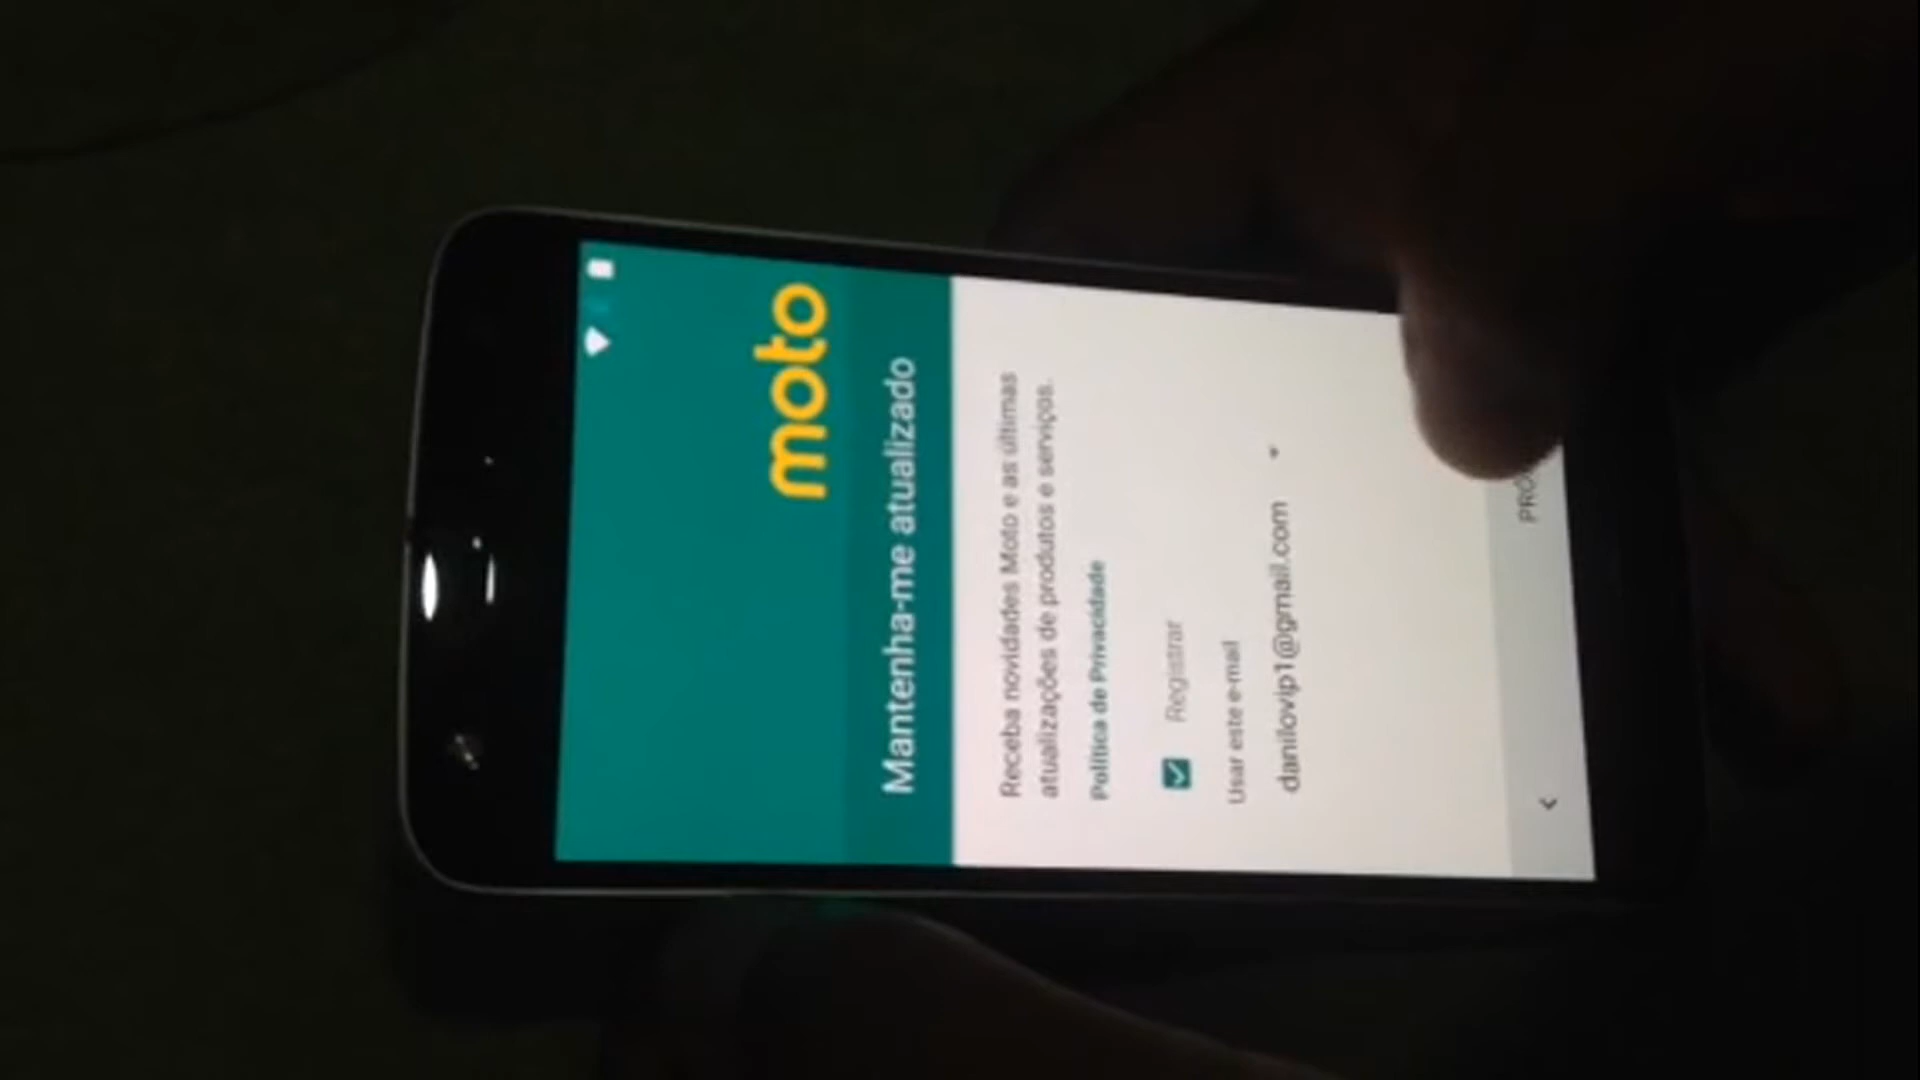 moto
Mantenha-me atualizado
Receba novidades Moto e as últimas
atualizações de produtos e serviços.
Política de Privacidade
Registrar
Usar este e-mail
danilovip1@gmail.com